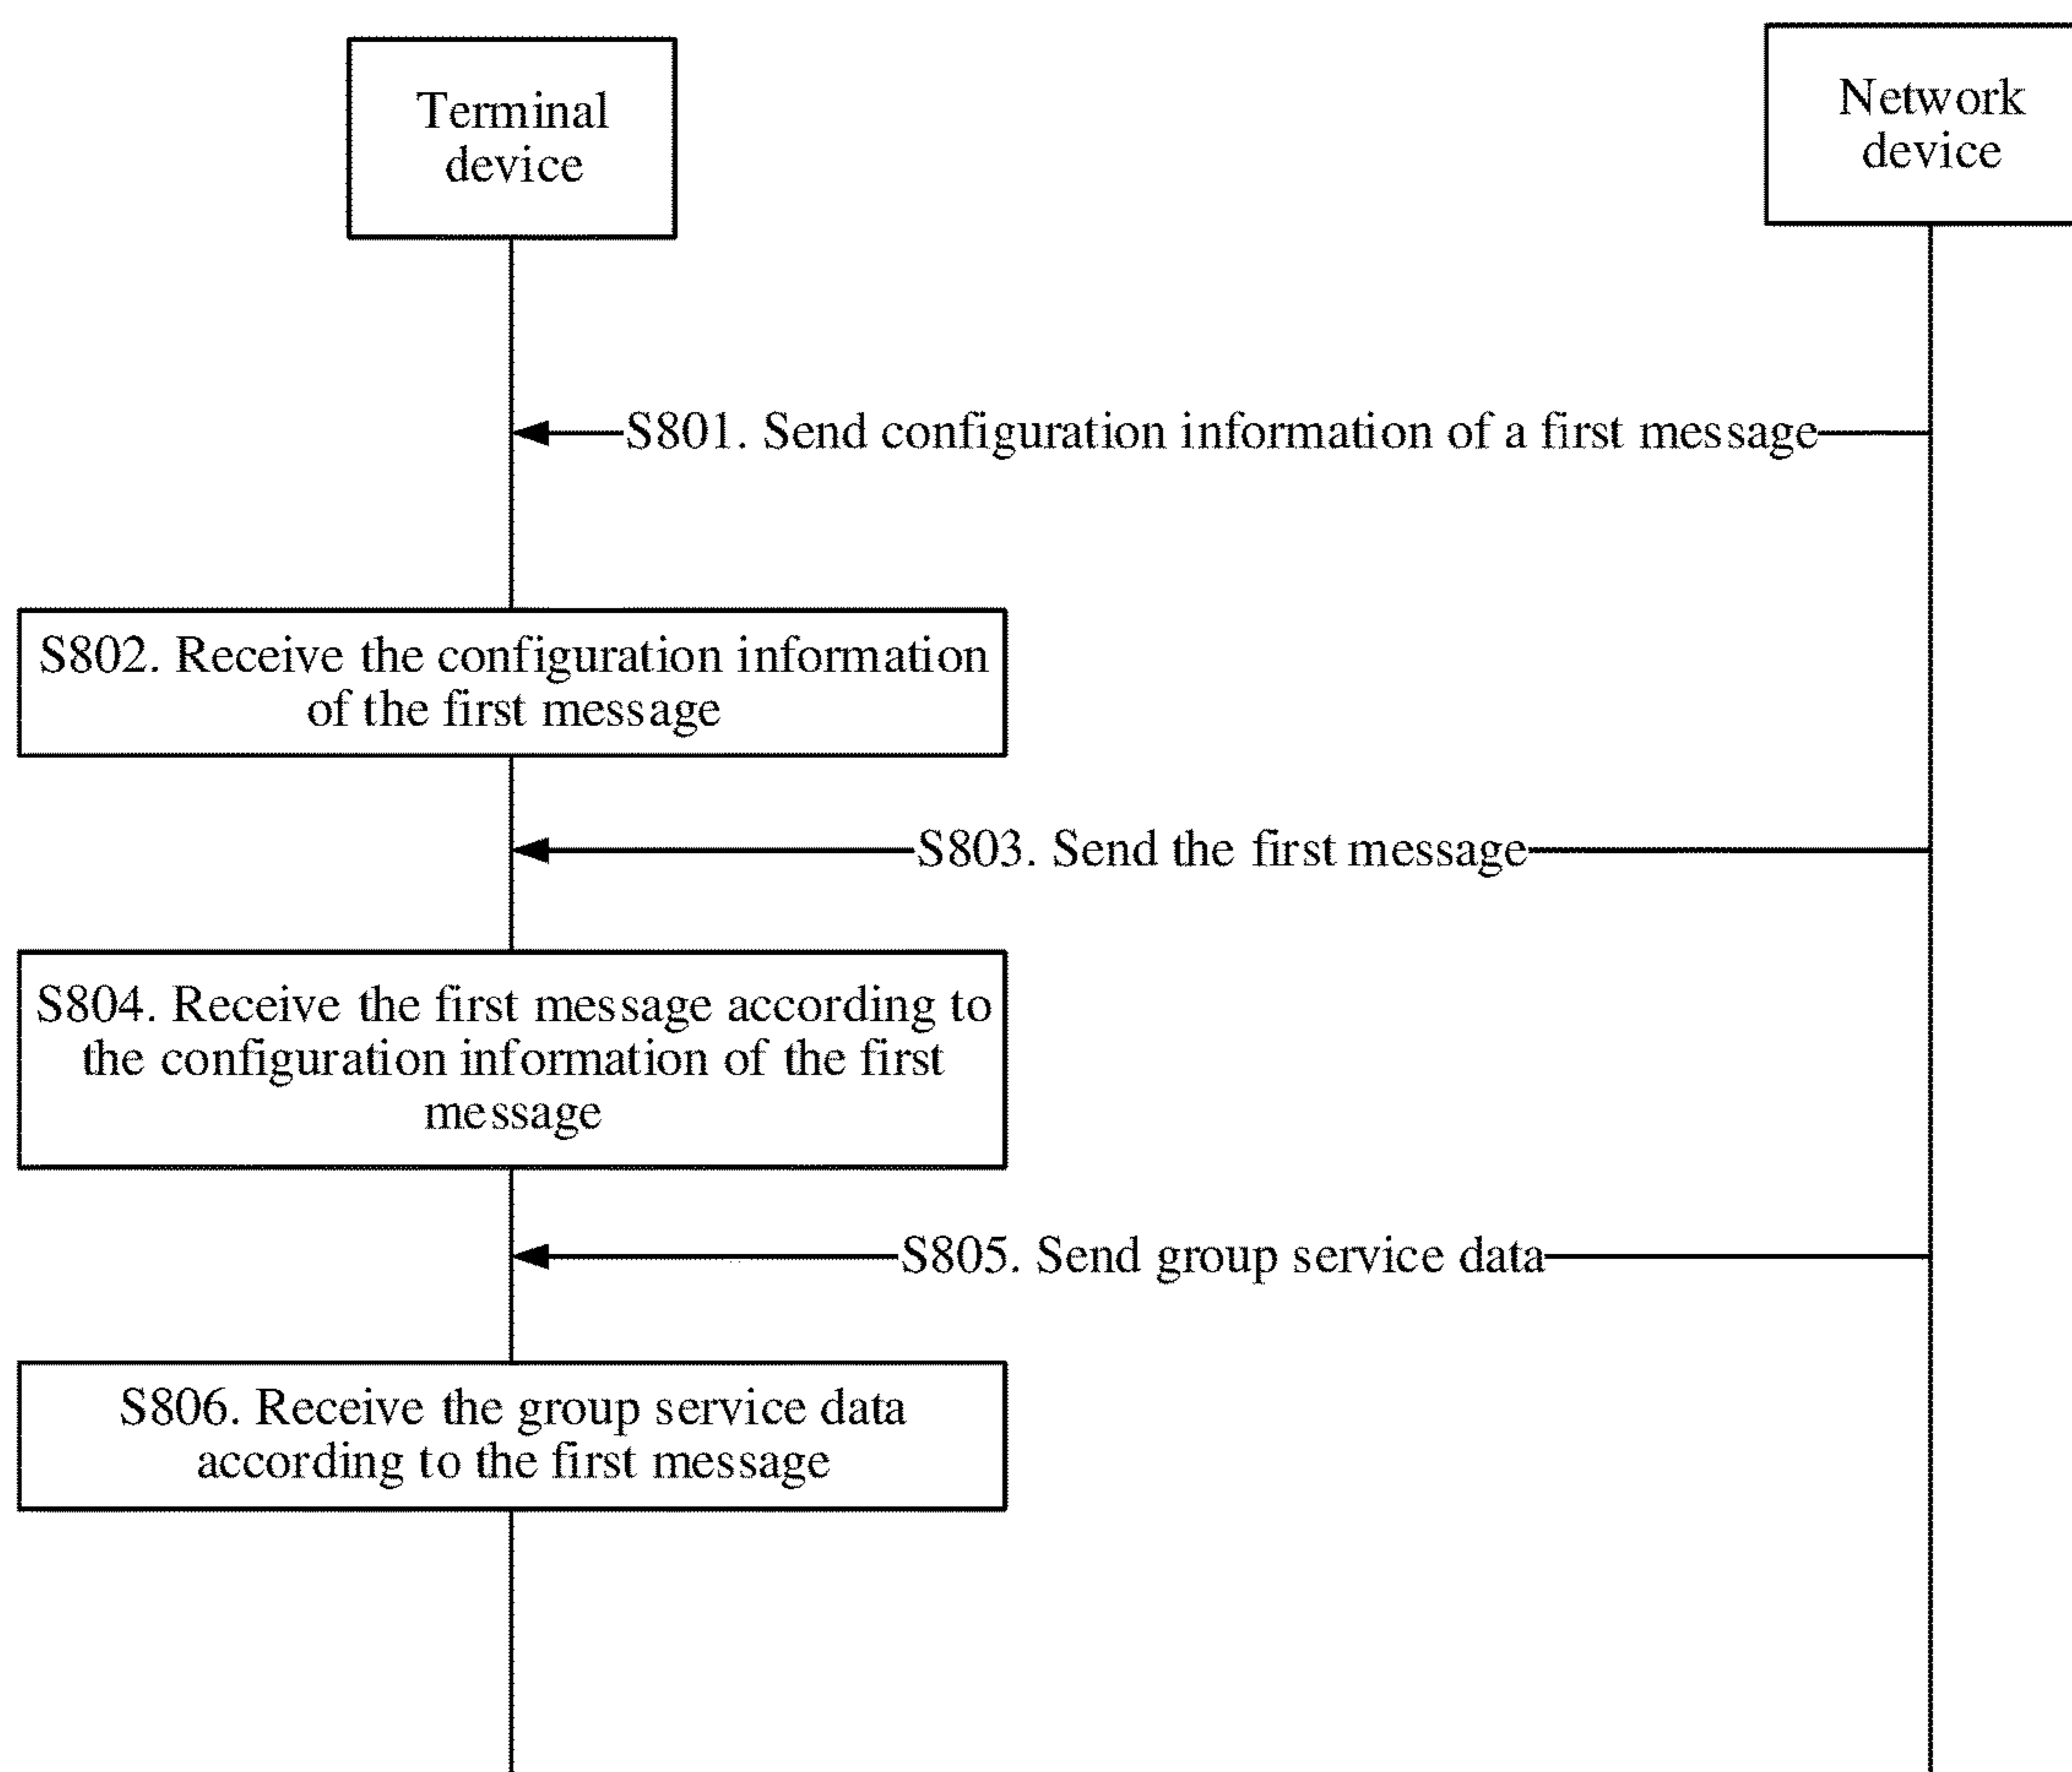 Terminal
device
Network
device
S801. Send configuration information of a first message
S802. Receive the configuration information
of the first message
S803. Send the first message
S804. Receive the first message according to
the configuration information of the first
message
S805. Send group service data
S806. Receive the group service data
according to the first message